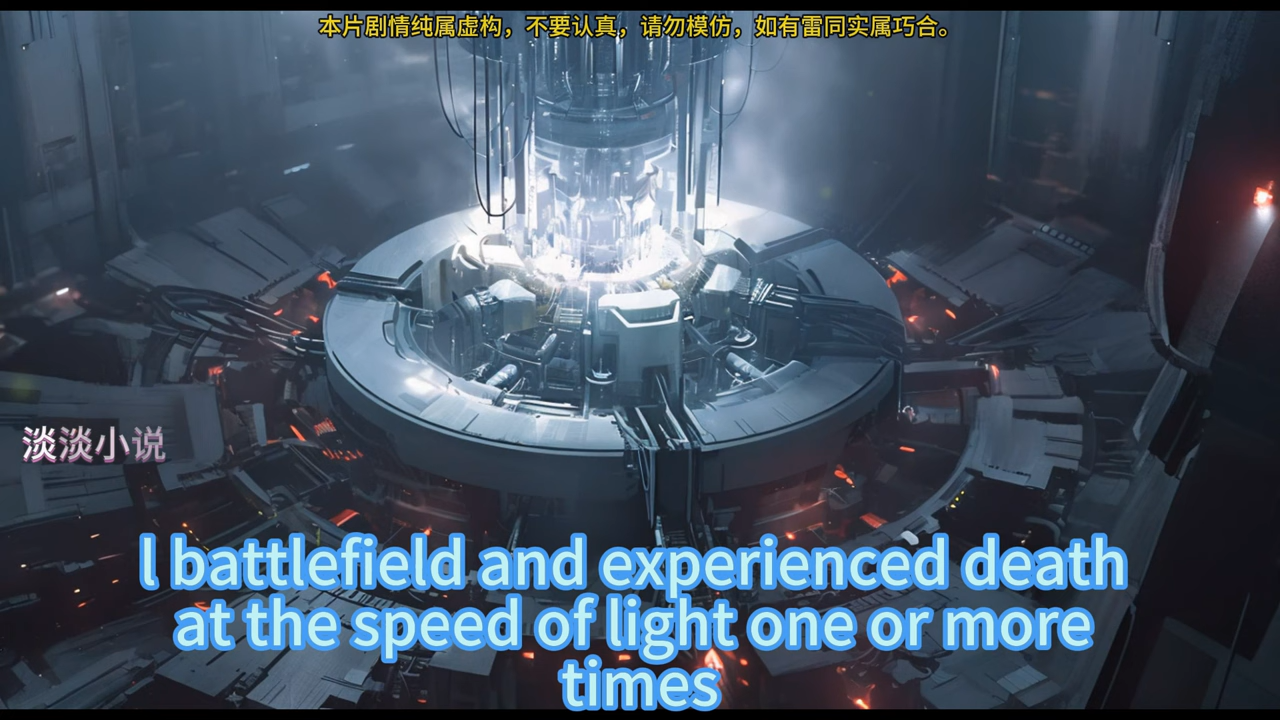 本片剧情纯属虚构，不要认真，请勿模仿，如有雷同实属巧合。
淡淡小说
l battlefield and experienced death
at the speed of light one or more
times